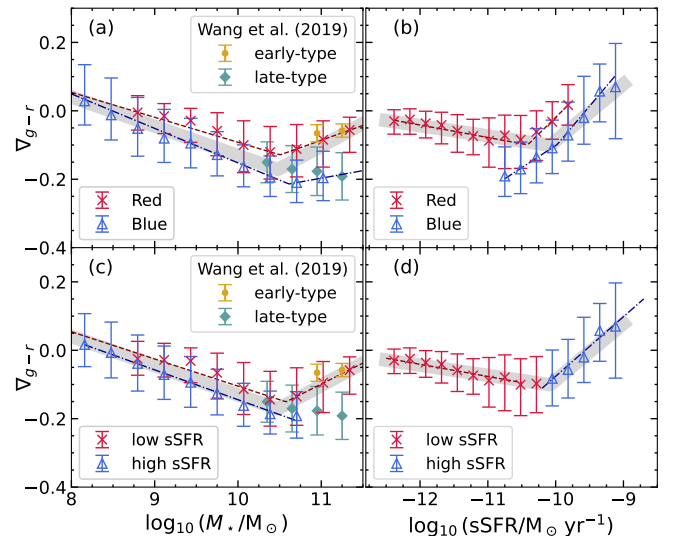 (a)
Wang et al. (2019)
early-type
late-type
Red
Blue
0.2
0.0
−0.2
−0.4
∇g−r
(b)
Red
Blue
(c)
Wang et al. (2019)
early-type
late-type
low sSFR
high sSFR
0.2
0.0
−0.2
−0.4
∇g−r
8 9 10 11
log₁₀ (M⋆/M⊙)
(d)
low sSFR
high sSFR
−12 −11 −10 −9
log₁₀ (sSFR/M⊙ yr⁻¹)